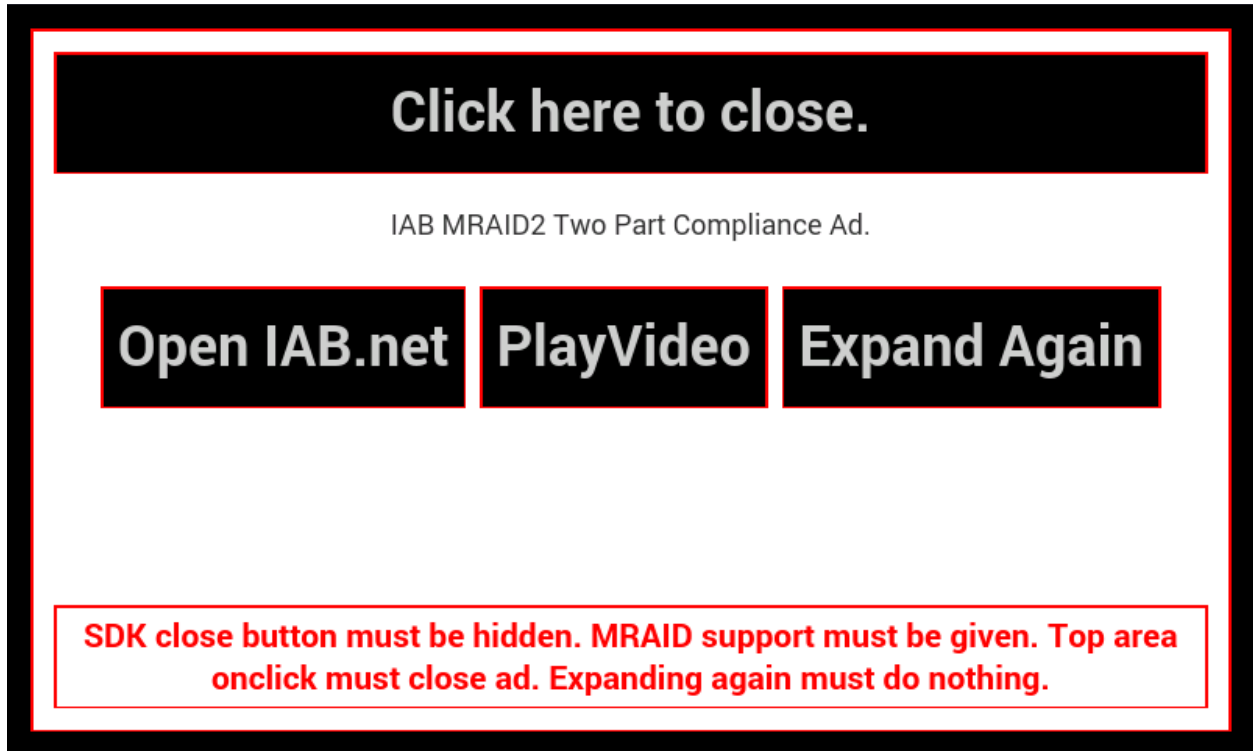 Click here to close.
IAB MRAID2 Two Part Compliance Ad.
Open IAB.net
PlayVideo
Expand Again
SDK close button must be hidden. MRAID support must be given. Top area
onclick must close ad. Expanding again must do nothing.